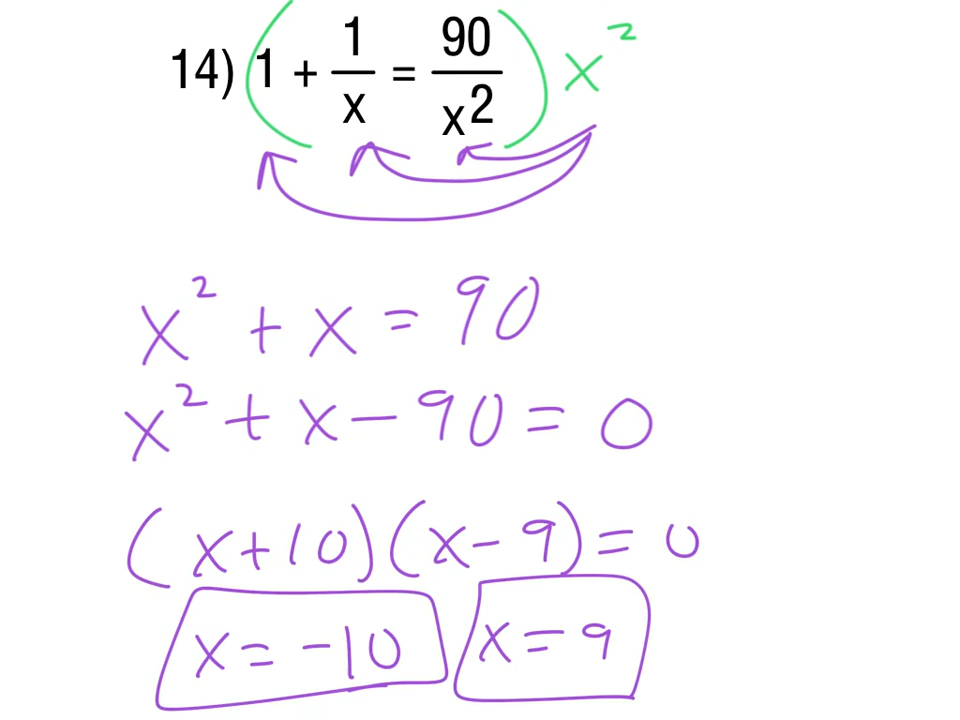 14) (1 + 1/x = 90/x²) x²
x² + x = 90
x² + x - 90 = 0
(x+10)(x-9) = 0
x = -10 x = 9